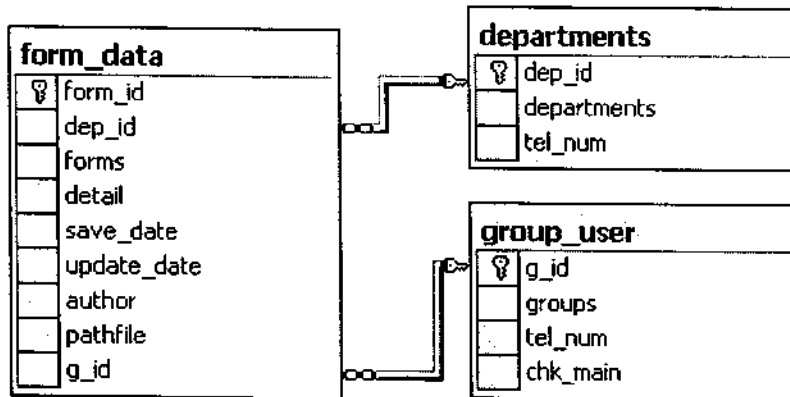 form_data
form_id
dep_id
forms
detail
save_date
update_date
author
pathfile
g_id
departments
dep_id
departments
tel_num
group_user
g_id
groups
tel_num
chk_main